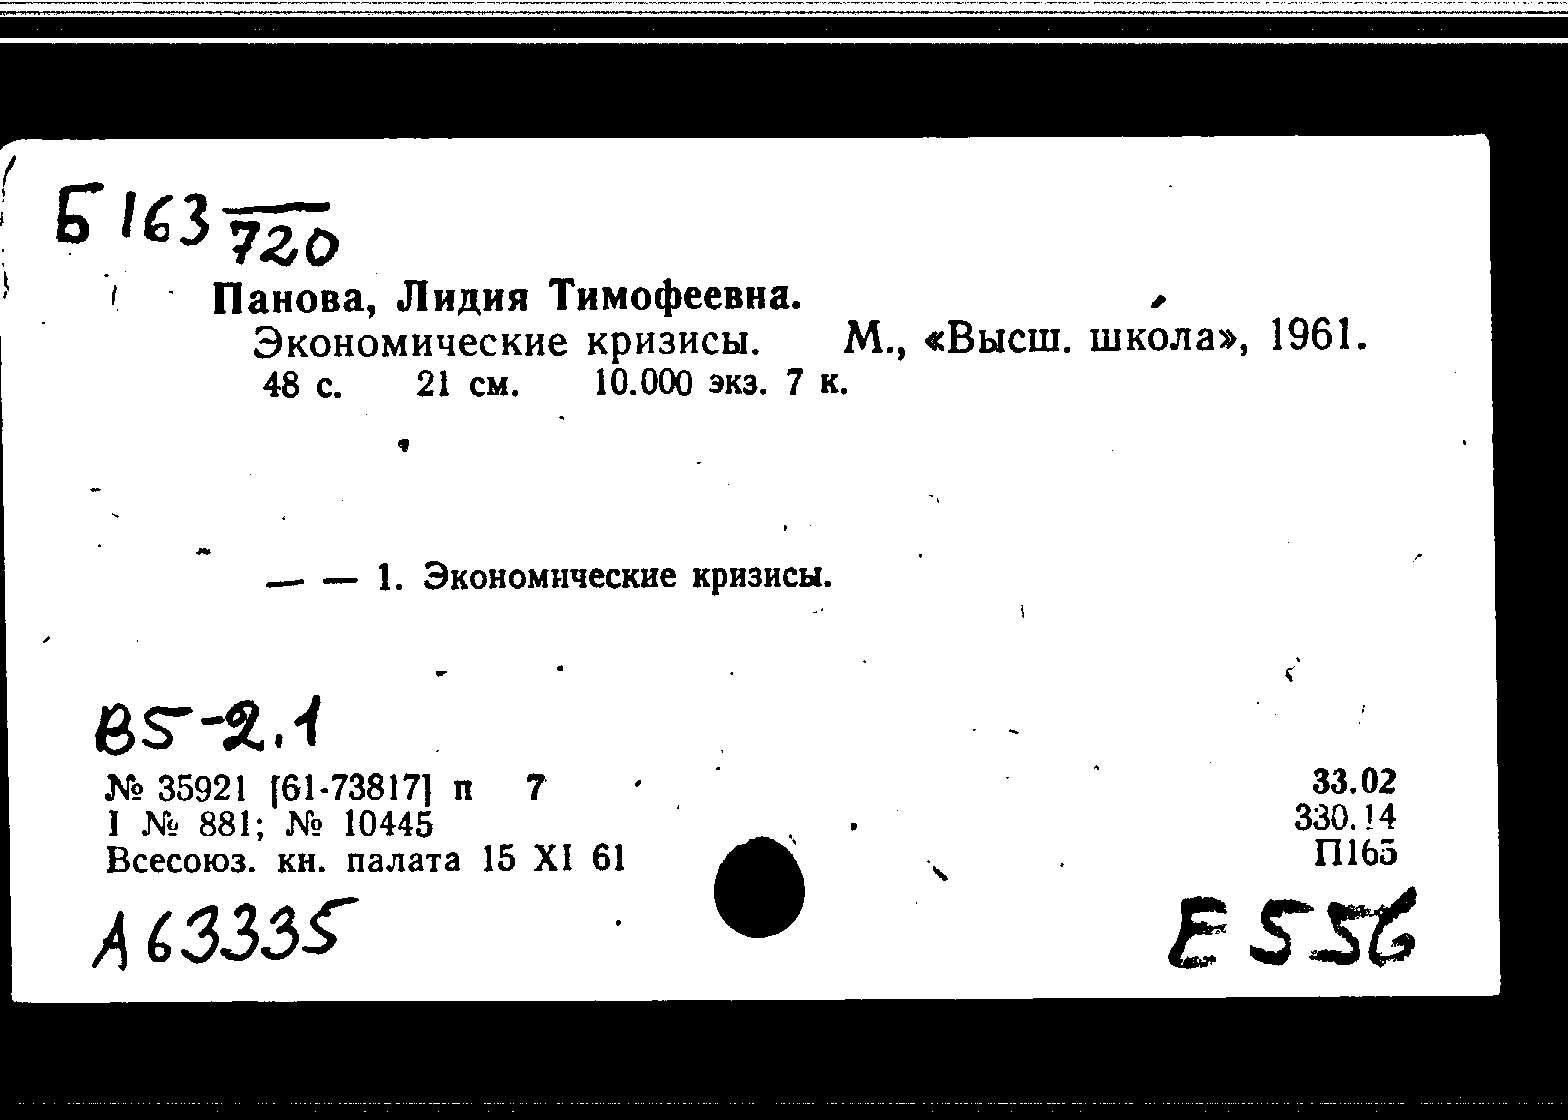 Б 163
720
Панова, Лидия Тимофеевна.
Экономические кризисы. М., «Высш. школа», 1961.
48 с. 21 см. 10.000 экз. 7 к.
— — 1. Экономические кризисы.
В5-2.1
№ 35921 [61-73817] п 7
33.02
I № 881; № 10445
330.14
Всесоюз. кн. палата 15 XI 61
П165
А63335
Е 556